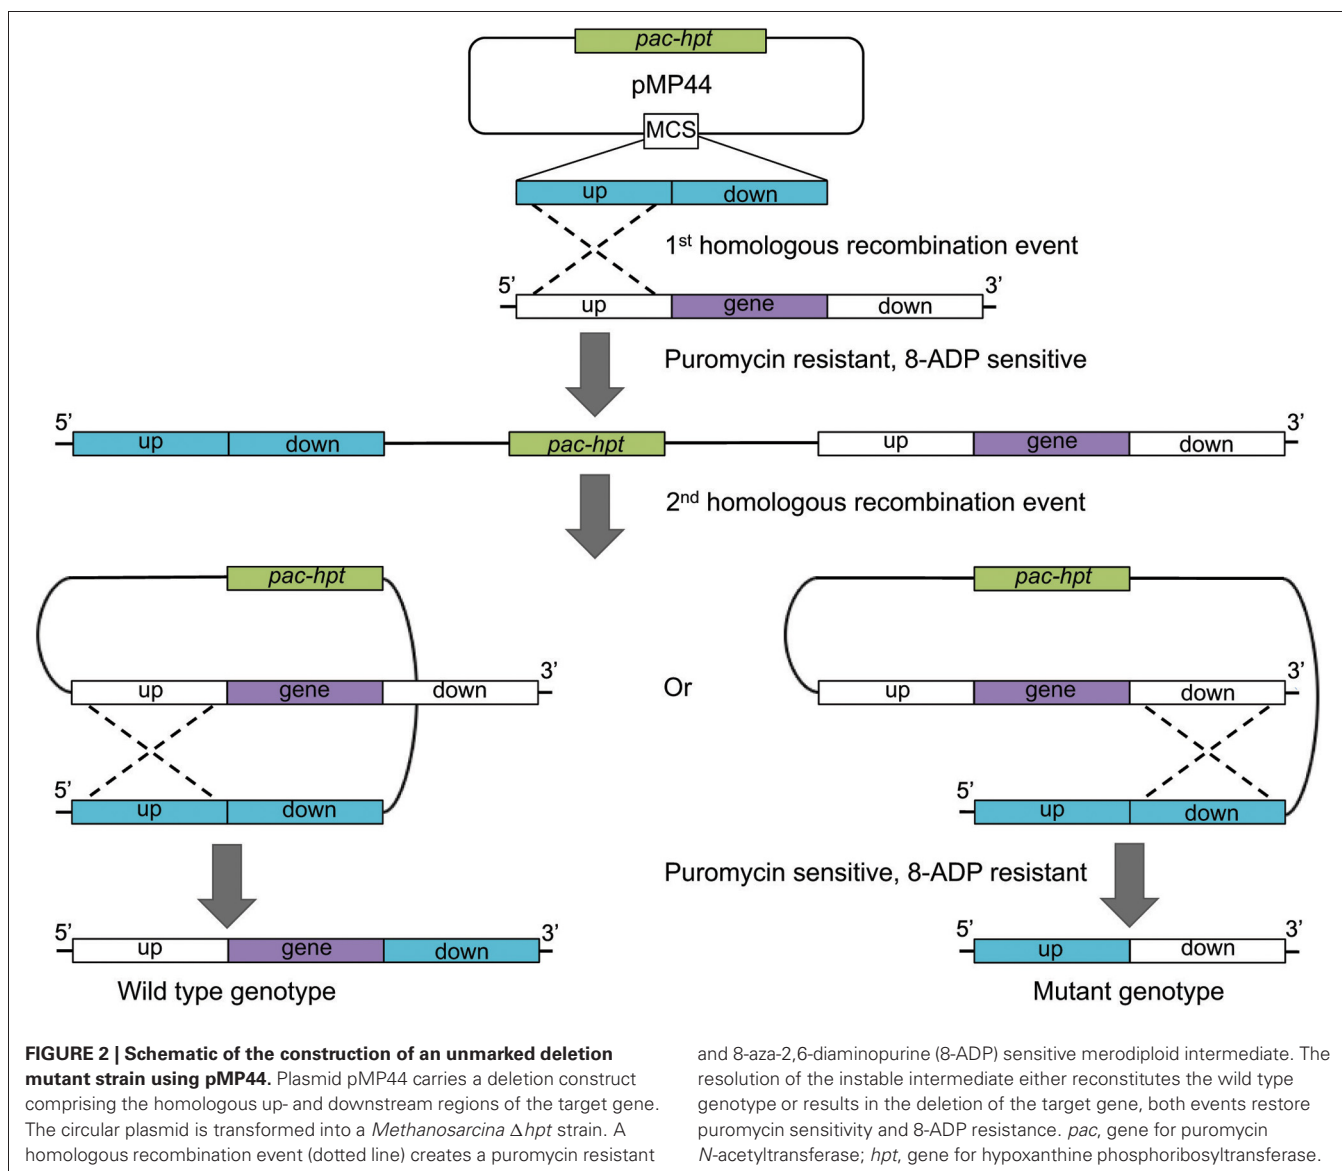 pac-hpt
pMP44
MCS
up down
1st homologous recombination event
5’ 3’
up gene down
Puromycin resistant, 8-ADP sensitive
5’ 3’
up down pac-hpt up gene down
2nd homologous recombination event
pac-hpt
3’
up gene down
5’
up down
Or
pac-hpt
3’
up gene down
5’
up down
Puromycin sensitive, 8-ADP resistant
5’ 3’
up gene down
Wild type genotype
5’ 3’
up down
Mutant genotype
FIGURE 2 | Schematic of the construction of an unmarked deletion
mutant strain using pMP44. Plasmid pMP44 carries a deletion construct
comprising the homologous up- and downstream regions of the target gene.
The circular plasmid is transformed into a Methanosarcina Δhpt strain. A
homologous recombination event (dotted line) creates a puromycin resistant
and 8-aza-2,6-diaminopurine (8-ADP) sensitive merodiploid intermediate. The
resolution of the instable intermediate either reconstitutes the wild type
genotype or results in the deletion of the target gene, both events restore
puromycin sensitivity and 8-ADP resistance. pac, gene for puromycin
N-acetyltransferase; hpt, gene for hypoxanthine phosphoribosyltransferase.